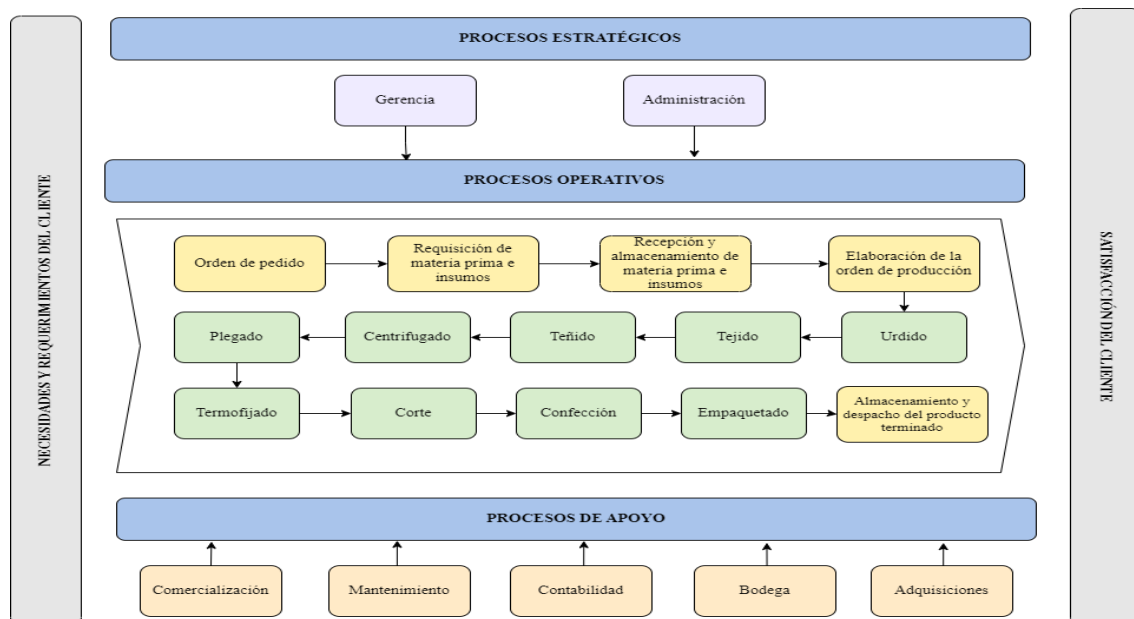 PROCESOS ESTRATÉGICOS
Gerencia
Administración
NECESIDADES Y REQUERIMIENTOS DEL CLIENTE
PROCESOS OPERATIVOS
Orden de pedido
Requisición de
materia prima e
insumos
Recepción y
almacenamiento de
materia prima e
insumos
Elaboración de la
orden de producción
Plegado
Centrifugado
Teñido
Tejido
Urdido
Termofijado
Corte
Confección
Empaquetado
Almacenamiento y
despacho del producto
terminado
SATISFACCIÓN DEL CLIENTE
PROCESOS DE APOYO
Comercialización
Mantenimiento
Contabilidad
Bodega
Adquisiciones